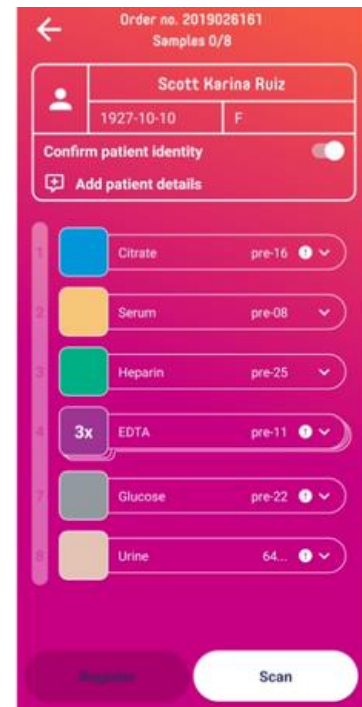 Order no. 2019026161
Samples 0/8
Scott Karina Ruiz
1927-10-10 F
Confirm patient identity
Add patient details
1 Citrate pre-16
2 Serum pre-08
3 Heparin pre-25
4 3x EDTA pre-11
7 Glucose pre-22
8 Urine 64...
Register Scan